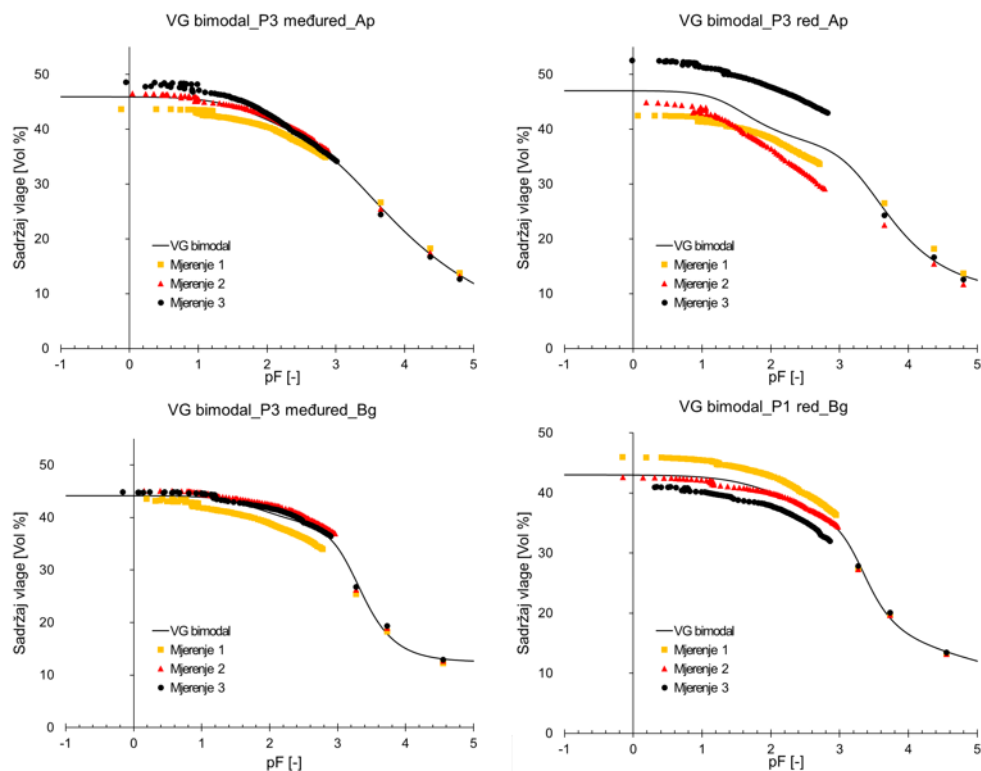 VG bimodal_P3 međured_Ap
Sadržaj vlage [Vol %]
50
40
30
20
10
0
VG bimodal
Mjerenje 1
Mjerenje 2
Mjerenje 3
-1 0 1 2 3 4 5
pF [-]
VG bimodal_P3 red_Ap
Sadržaj vlage [Vol %]
50
40
30
20
10
0
VG bimodal
Mjerenje 1
Mjerenje 2
Mjerenje 3
-1 0 1 2 3 4 5
pF [-]
VG bimodal_P3 međured_Bg
Sadržaj vlage [Vol %]
50
40
30
20
10
0
VG bimodal
Mjerenje 1
Mjerenje 2
Mjerenje 3
-1 0 1 2 3 4 5
pF [-]
VG bimodal_P1 red_Bg
Sadržaj vlage [Vol %]
50
40
30
20
10
0
VG bimodal
Mjerenje 1
Mjerenje 2
Mjerenje 3
-1 0 1 2 3 4 5
pF [-]